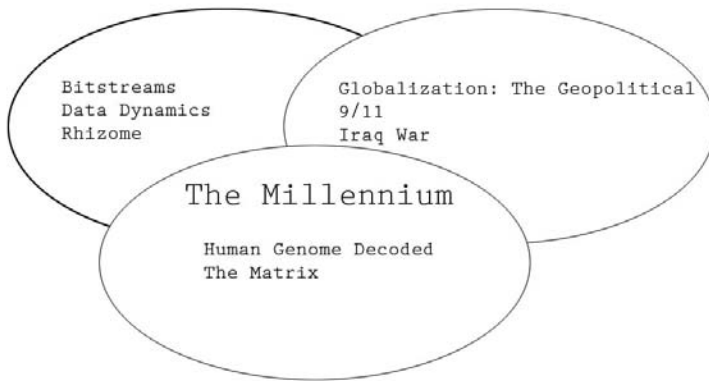 Bitstreams
Data Dynamics
Rhizome
Globalization: The Geopolitical
9/11
Iraq War
The Millennium
Human Genome Decoded
The Matrix